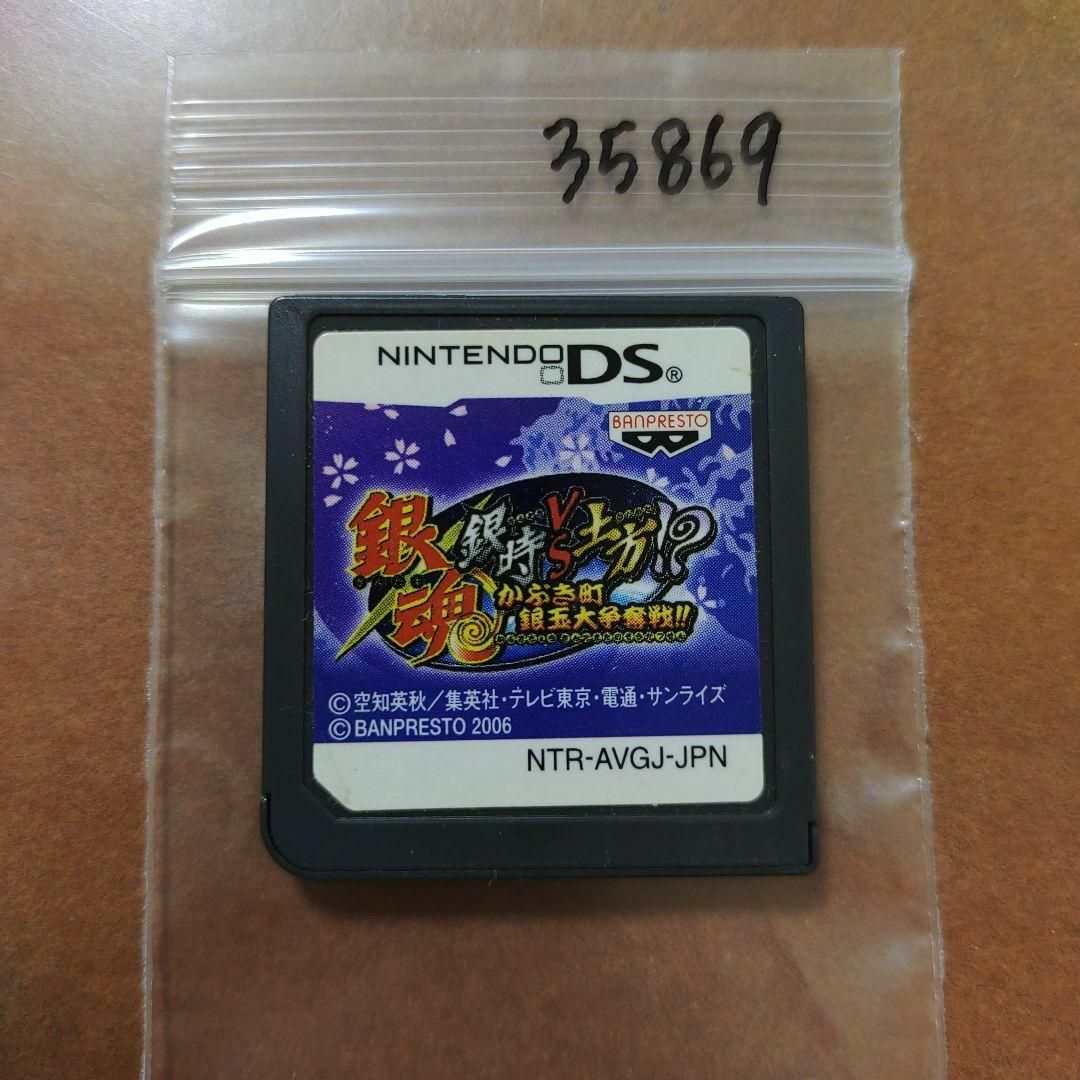 35869
NINTENDO DS®
BANPRESTO
銀魂
銀時VS土方!?
かぶき町
銀玉大争奪戦!!
©空知英秋／集英社・テレビ東京・電通・サンライズ
©BANPRESTO 2006
NTR-AVGJ-JPN